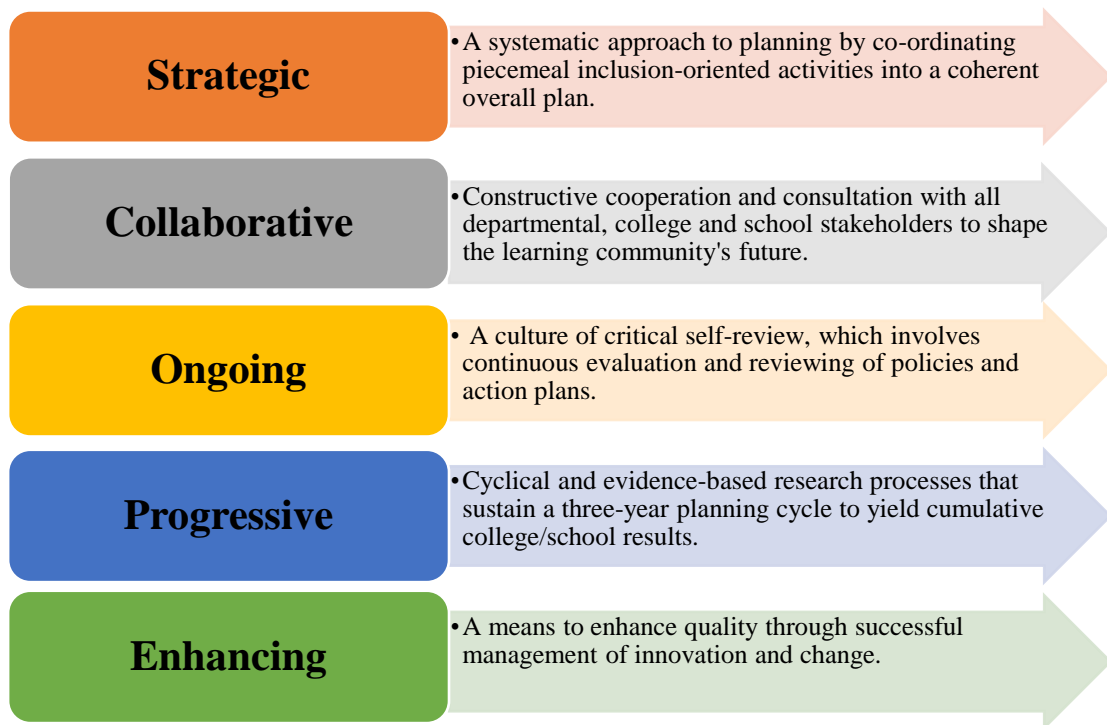 Strategic
•A systematic approach to planning by co-ordinating
piecemeal inclusion-oriented activities into a coherent
overall plan.
Collaborative
•Constructive cooperation and consultation with all
departmental, college and school stakeholders to shape
the learning community's future.
Ongoing
• A culture of critical self-review, which involves
continuous evaluation and reviewing of policies and
action plans.
Progressive
•Cyclical and evidence-based research processes that
sustain a three-year planning cycle to yield cumulative
college/school results.
Enhancing
•A means to enhance quality through successful
management of innovation and change.